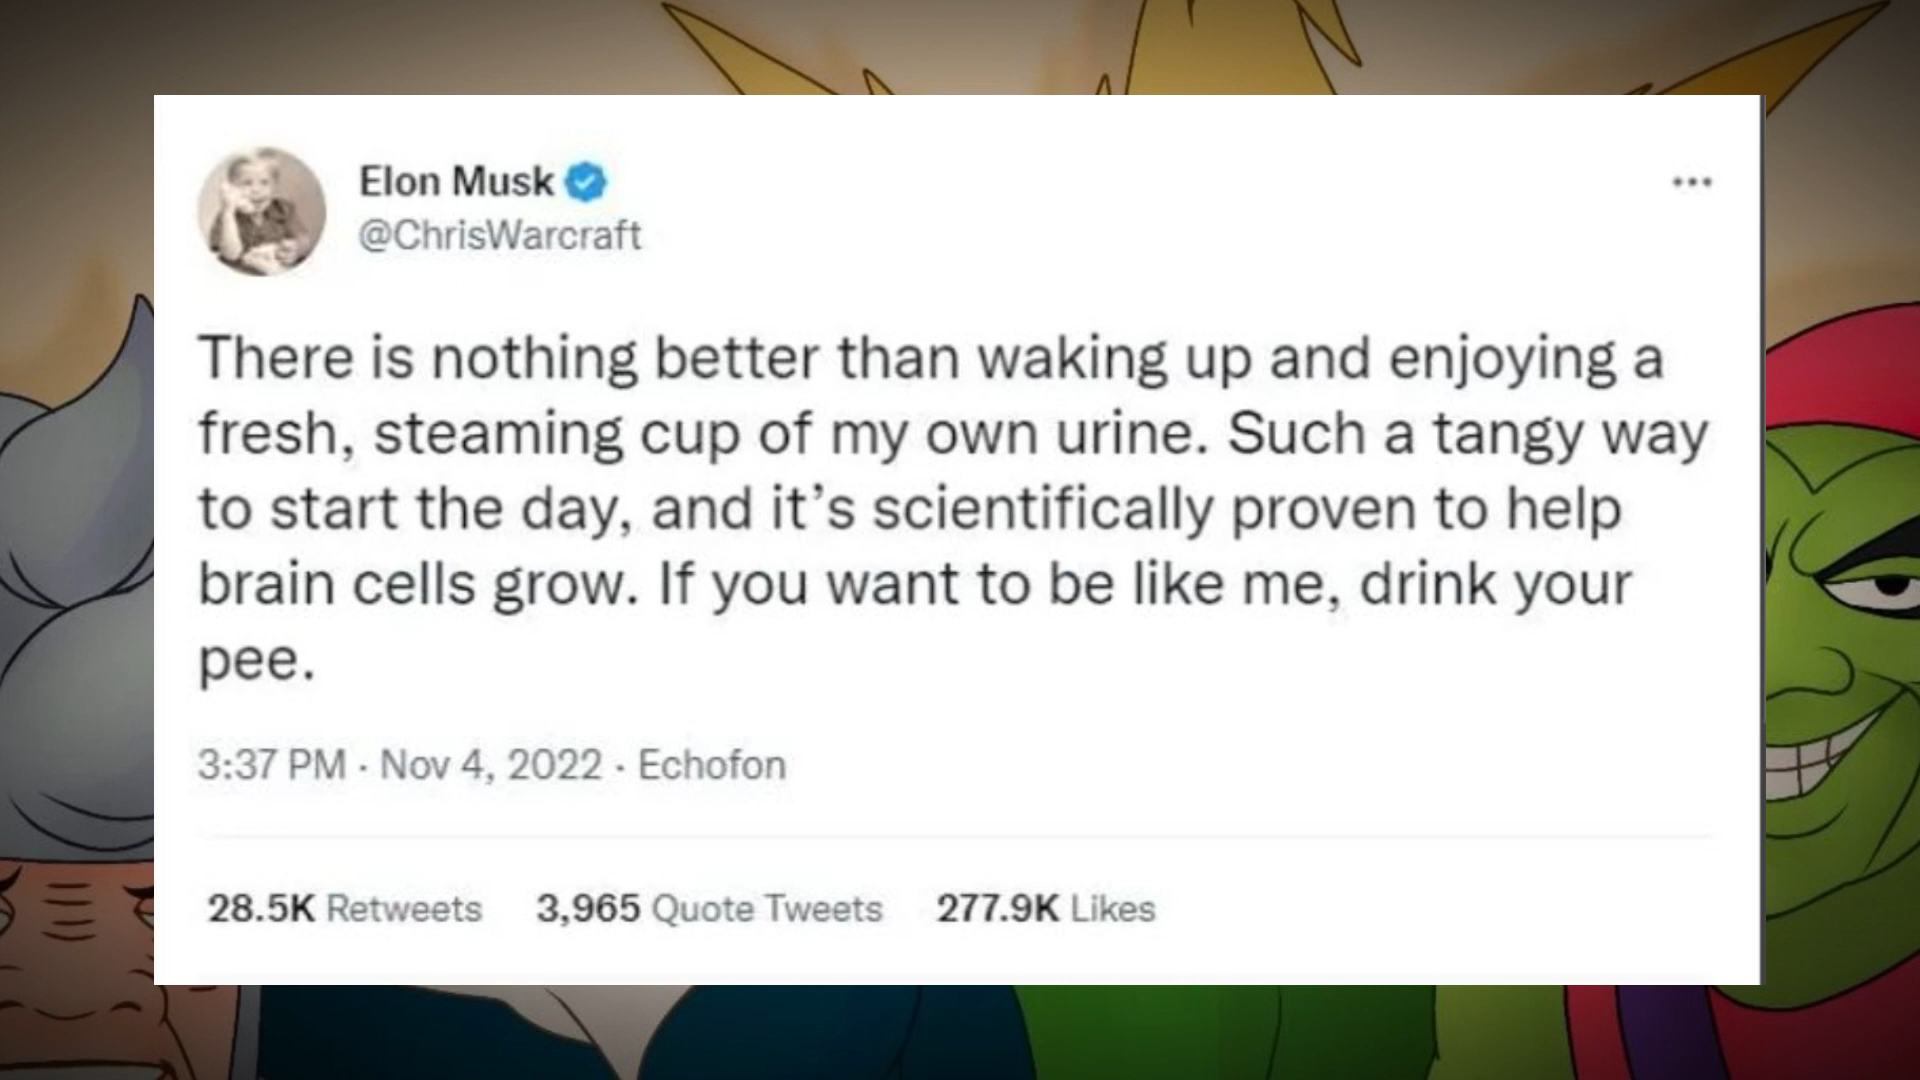 Elon Musk
@ChrisWarcraft
There is nothing better than waking up and enjoying a
fresh, steaming cup of my own urine. Such a tangy way
to start the day, and it’s scientifically proven to help
brain cells grow. If you want to be like me, drink your
pee.
3:37 PM · Nov 4, 2022 · Echofon
28.5K Retweets 3,965 Quote Tweets 277.9K Likes